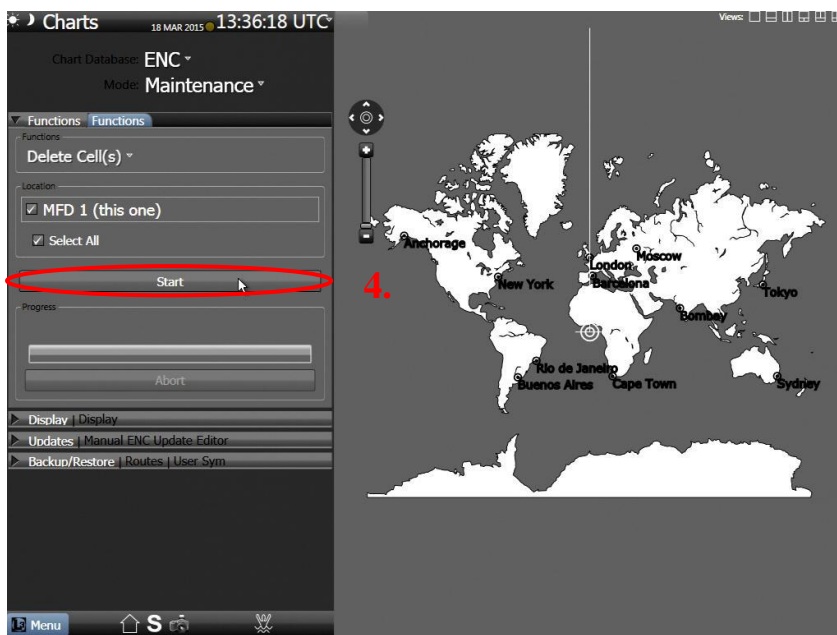 Charts
18 MAR 2015 13:36:18 UTC
Views:
Chart Database: ENC
Mode: Maintenance
Functions Functions
Functions
Delete Cell(s)
Location
MFD 1 (this one)
Select All
Start
4.
Progress
Abort
Display | Display
Updates | Manual ENC Update Editor
Backup/Restore | Routes | User Sym
Menu
S
Anchorage
Moscow
London
New York
Barcelona
Tokyo
Bombay
Rio de Janeiro
Buenos Aires
Cape Town
Sydney